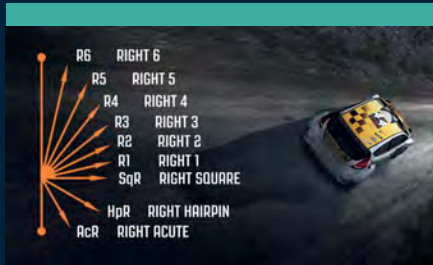 R6 RIGHT 6
R5 RIGHT 5
R4 RIGHT 4
R3 RIGHT 3
R2 RIGHT 2
R1 RIGHT 1
SqR RIGHT SQUARE
HpR RIGHT HAIRPIN
AcR RIGHT ACUTE